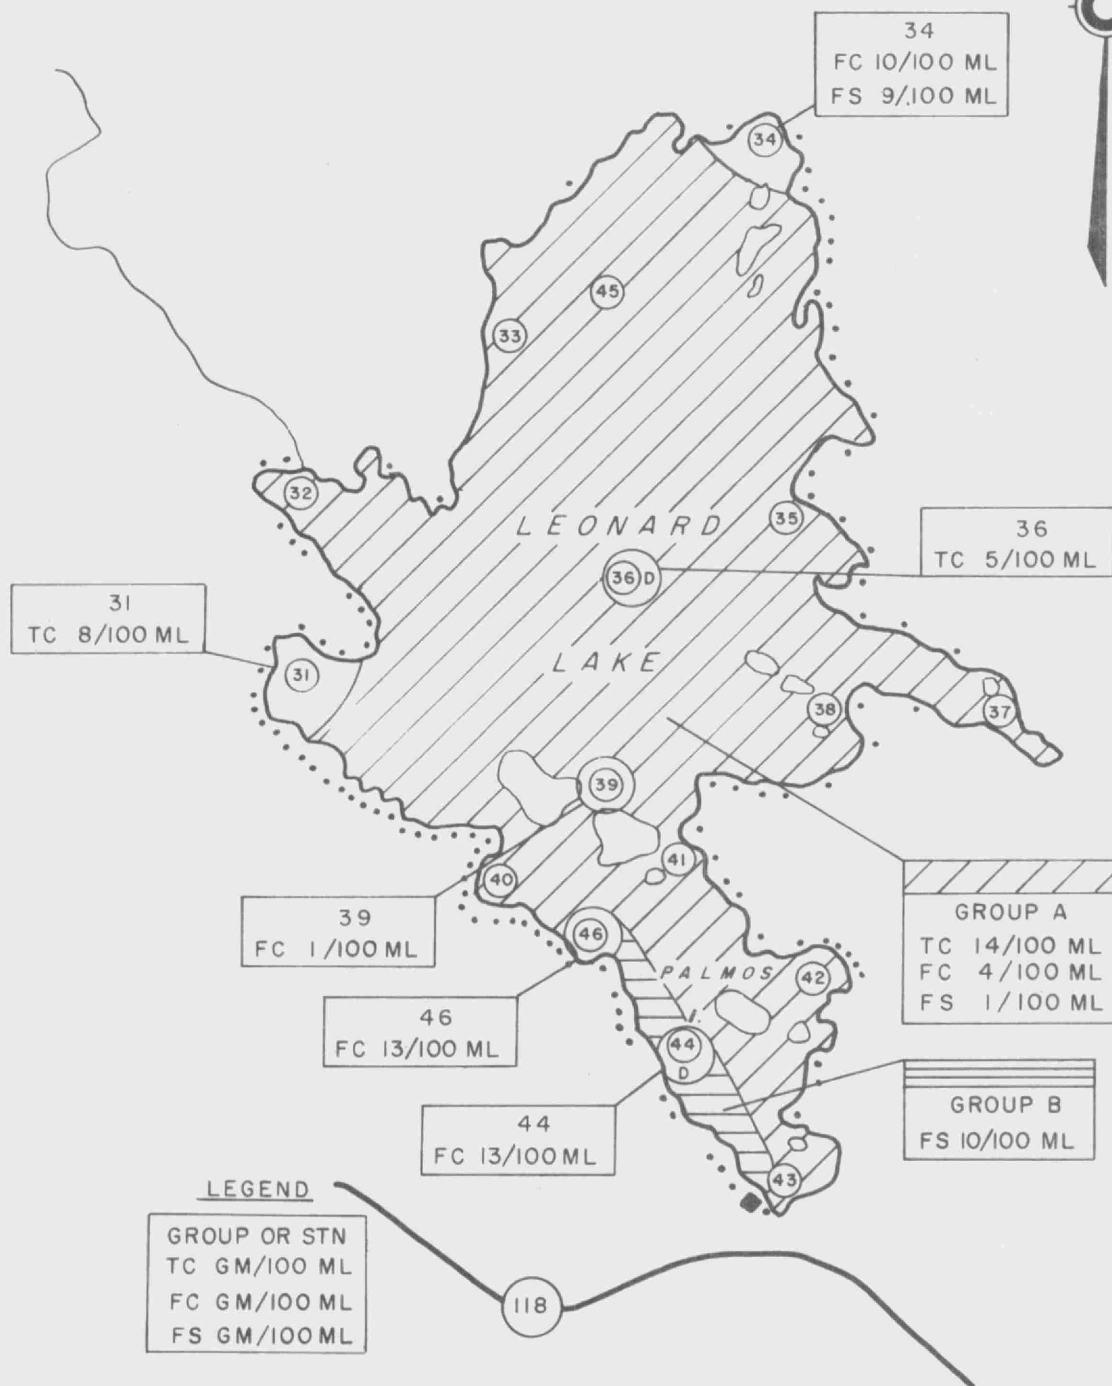 34
FC 10/100 ML
FS 9/100 ML
34
45
33
32
LEONARD
35
36 D
36
TC 5/100 ML
31
TC 8/100 ML
31
LAKE
38
37
39
41
40
GROUP A
TC 14/100 ML
FC 4/100 ML
FS 1/100 ML
39
FC 1/100 ML
46
PALMOS
42
I.
46
FC 13/100 ML
44
D
GROUP B
FS 10/100 ML
44
FC 13/100 ML
43
LEGEND
GROUP OR STN
TC GM/100 ML
FC GM/100 ML
FS GM/100 ML
118